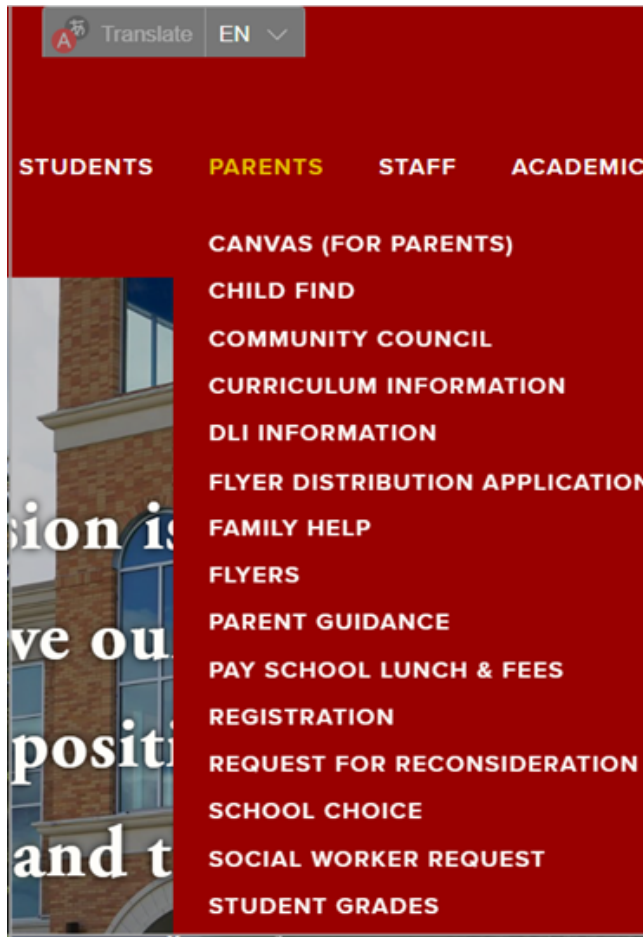 Translate EN
STUDENTS PARENTS STAFF ACADEMIC
CANVAS (FOR PARENTS)
CHILD FIND
COMMUNITY COUNCIL
CURRICULUM INFORMATION
DLI INFORMATION
FLYER DISTRIBUTION APPLICATION
FAMILY HELP
FLYERS
PARENT GUIDANCE
PAY SCHOOL LUNCH & FEES
REGISTRATION
REQUEST FOR RECONSIDERATION
SCHOOL CHOICE
SOCIAL WORKER REQUEST
STUDENT GRADES
sion is
ve ou
positi
and t